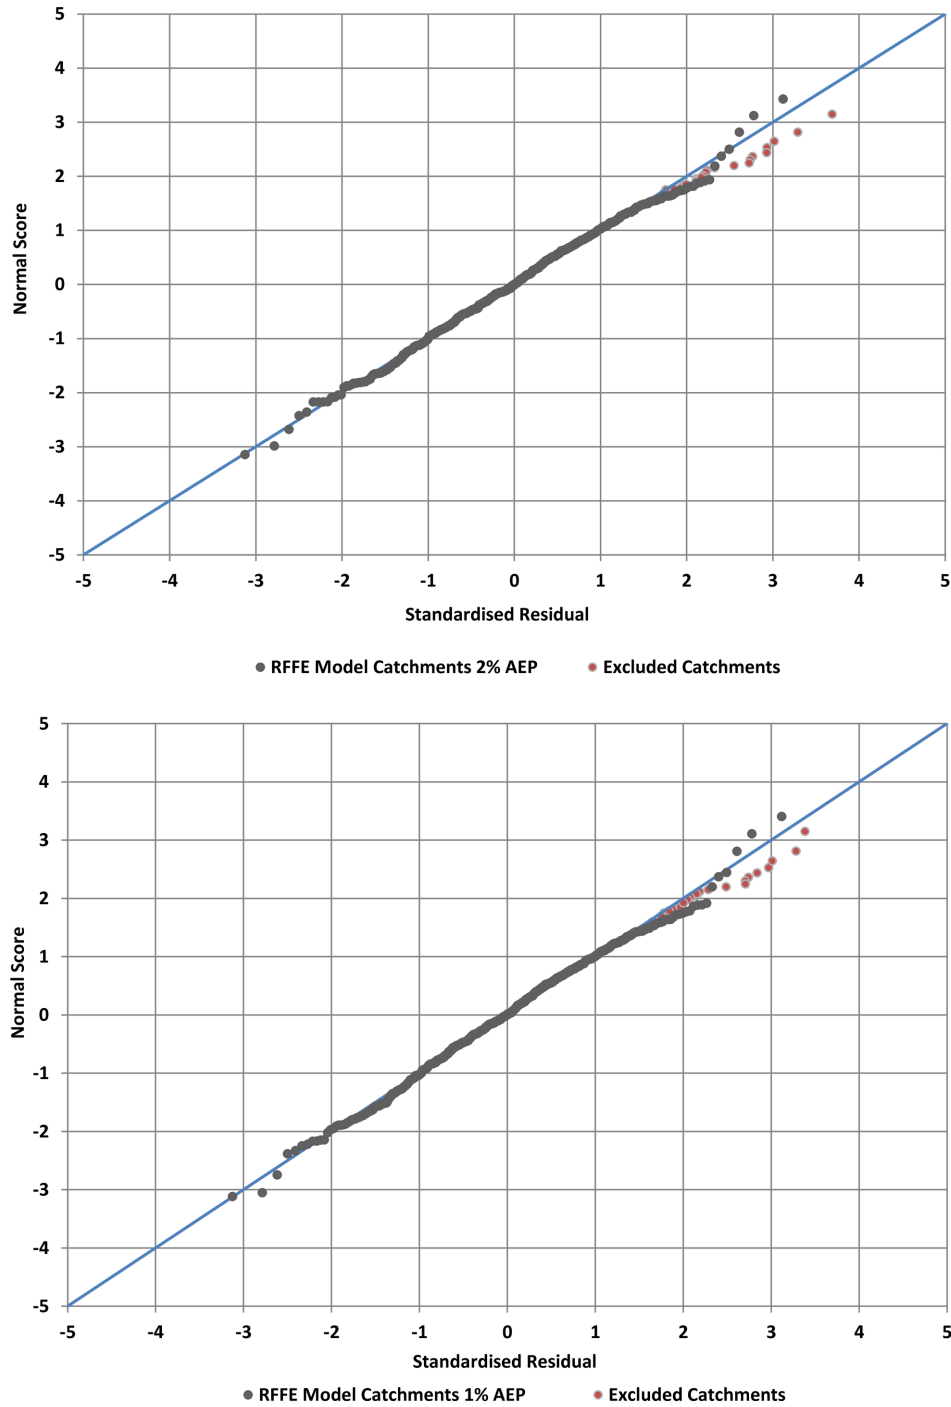 5
4
3
2
1
0
-1
-2
-3
-4
-5
Normal Score
-5 -4 -3 -2 -1 0 1 2 3 4 5
Standardised Residual
RFFE Model Catchments 2% AEP Excluded Catchments
5
4
3
2
1
0
-1
-2
-3
-4
-5
Normal Score
-5 -4 -3 -2 -1 0 1 2 3 4 5
Standardised Residual
RFFE Model Catchments 1% AEP Excluded Catchments